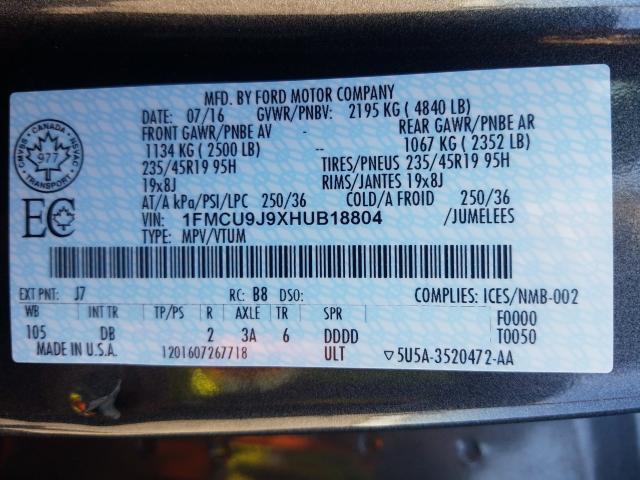 MFD. BY FORD MOTOR COMPANY
DATE: 07/16 GVWR/PNBV: 2195 KG ( 4840 LB)
FRONT GAWR/PNBE AV REAR GAWR/PNBE AR
1134 KG ( 2500 LB) 1067 KG ( 2352 LB)
235/45R19 95H TIRES/PNEUS 235/45R19 95H
19x8J RIMS/JANTES 19x8J
AT/A kPa/PSI/LPC 250/36 COLD/A FROID 250/36
VIN: 1FMCU9J9XHUB18804 /JUMELEES
TYPE: MPV/VTUM
CMVSS CANADA NSVAC
977
TRANSPORT
EC
EXT PNT: J7 RC: B8 DSO: COMPLIES: ICES/NMB-002
WB INT TR TP/PS R AXLE TR SPR F0000
105 DB 2 3A 6 DDDD T0050
MADE IN U.S.A. 1201607267718 ULT ▽5U5A-3520472-AA